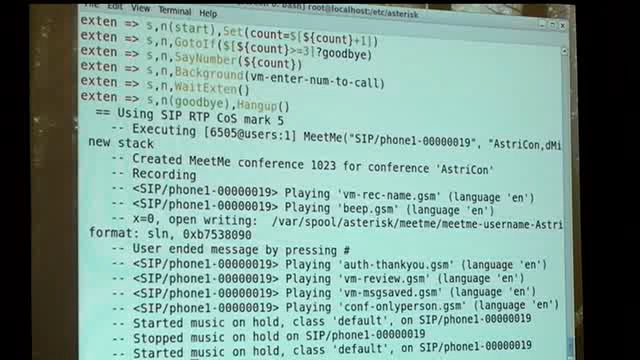 Edit View Terminal Help
root@localhost:/etc/asterisk
exten => s,n(start),Set(count=$[${count}+1])
exten => s,n,GotoIf($[${count}>=3]?goodbye)
exten => s,n,SayNumber(${count})
exten => s,n,Background(vm-enter-num-to-call)
exten => s,n,WaitExten()
exten => s,n(goodbye),Hangup()
== Using SIP RTP CoS mark 5
-- Executing [6505@users:1] MeetMe("SIP/phone1-00000019", "AstriCon,dMi
new stack
-- Created MeetMe conference 1023 for conference 'AstriCon'
-- Recording
-- <SIP/phone1-00000019> Playing 'vm-rec-name.gsm' (language 'en')
-- <SIP/phone1-00000019> Playing 'beep.gsm' (language 'en')
-- x=0, open writing: /var/spool/asterisk/meetme/meetme-username-Astri
format: sln, 0xb7538090
-- User ended message by pressing #
-- <SIP/phone1-00000019> Playing 'auth-thankyou.gsm' (language 'en')
-- <SIP/phone1-00000019> Playing 'vm-review.gsm' (language 'en')
-- <SIP/phone1-00000019> Playing 'vm-msgsaved.gsm' (language 'en')
-- <SIP/phone1-00000019> Playing 'conf-onlyperson.gsm' (language 'en')
-- Started music on hold, class 'default', on SIP/phone1-00000019
-- Stopped music on hold on SIP/phone1-00000019
-- Started music on hold, class 'default', on SIP/phone1-00000019